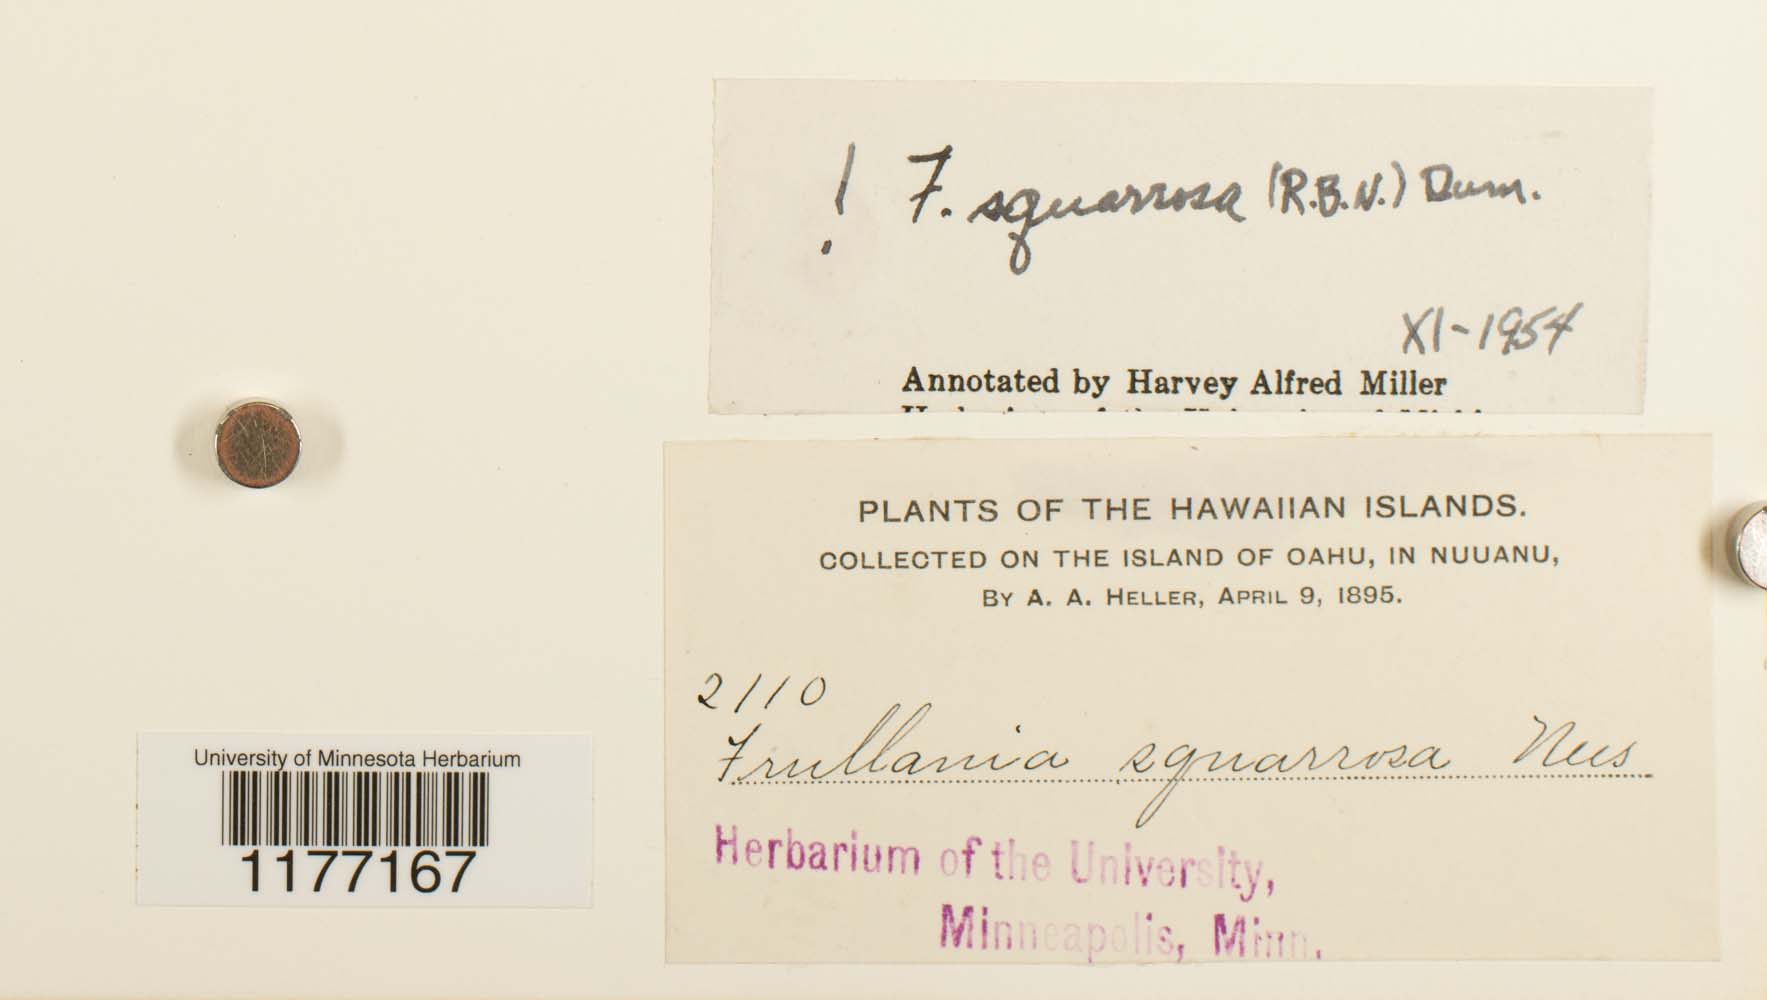 ! F. squarrosa (R.B.N.) Dum.
XI-1954
Annotated by Harvey Alfred Miller
PLANTS OF THE HAWAIIAN ISLANDS.
COLLECTED ON THE ISLAND OF OAHU, IN NUUANU,
BY A. A. HELLER, APRIL 9, 1895.
2110
Frullania squarrosa Nees
Herbarium of the University,
Minneapolis, Minn.
University of Minnesota Herbarium
1177167